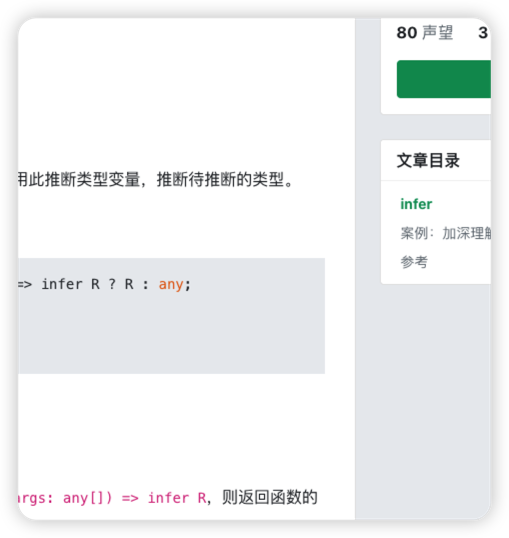 80 声望 3
文章目录
用此推断类型变量，推断待推断的类型。
infer
案例：加深理解
=> infer R ? R : any;
参考
args: any[]) => infer R，则返回函数的